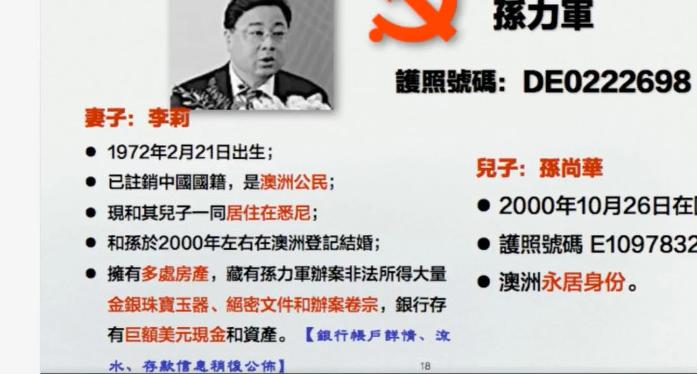 孫力軍
護照號碼：DE0222698
妻子：李莉
● 1972年2月21日出生；
● 已註銷中國國籍，是澳洲公民；
● 現和其兒子一同居住在悉尼；
● 和孫於2000年左右在澳洲登記結婚；
● 擁有多處房產，藏有孫力軍辦案非法所得大量
金銀珠寶玉器、絕密文件和辦案卷宗，銀行存
有巨額美元現金和資產。【銀行帳戶詳情、流
水、存款信息稍後公佈】
兒子：孫尚華
● 2000年10月26日在
● 護照號碼 E1097832
● 澳洲永居身份。
18